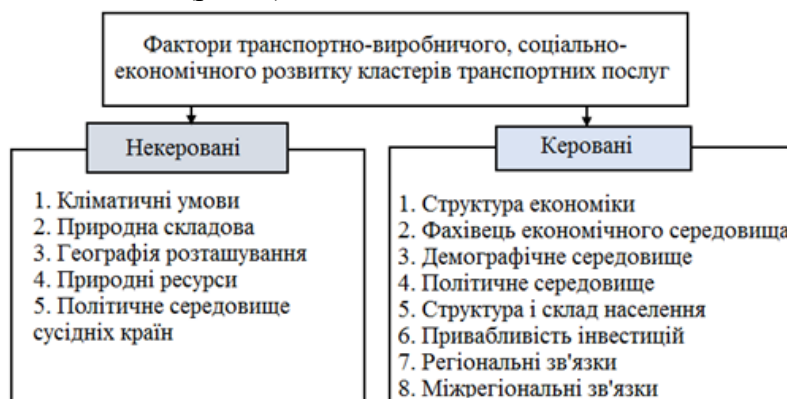 Фактори транспортно-виробничого, соціально-
економічного розвитку кластерів транспортних послуг
Некеровані
1. Кліматичні умови
2. Природна складова
3. Географія розташування
4. Природні ресурси
5. Політичне середовище
сусідніх країн
Керовані
1. Структура економіки
2. Фахівець економічного середовища
3. Демографічне середовище
4. Політичне середовище
5. Структура і склад населення
6. Привабливість інвестицій
7. Регіональні зв'язки
8. Міжрегіональні зв'язки